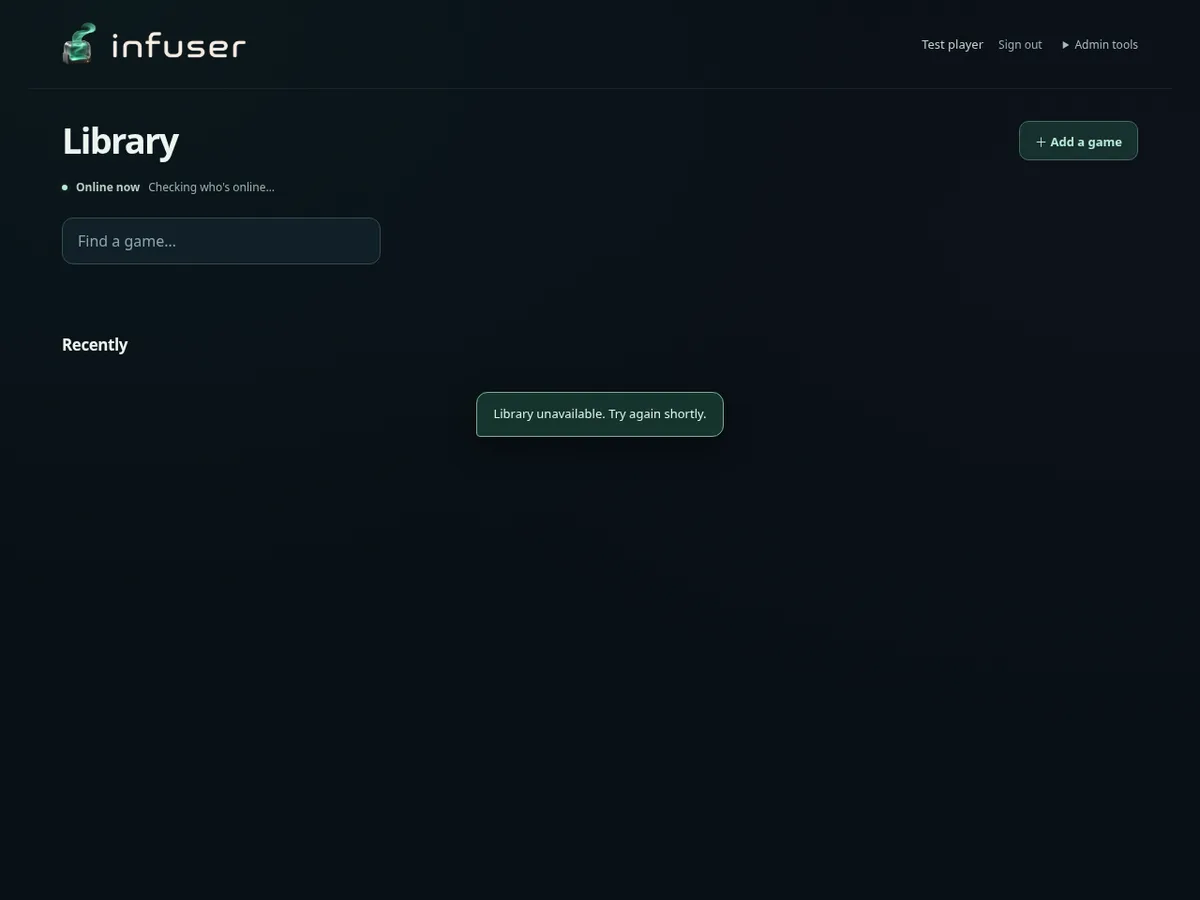 infuser
Test player Sign out Admin tools
Library
+ Add a game
Online now Checking who's online...
Find a game...
Recently
Library unavailable. Try again shortly.